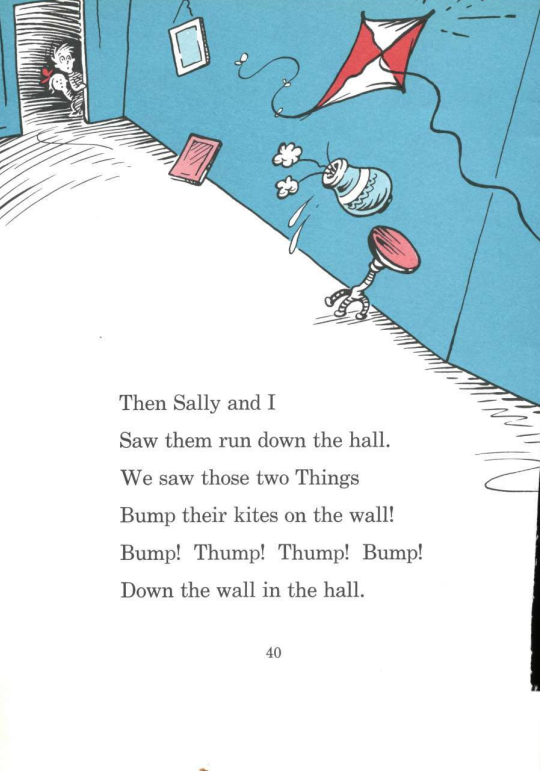 Then Sally and I
Saw them run down the hall.
We saw those two Things
Bump their kites on the wall!
Bump! Thump! Thump! Bump!
Down the wall in the hall.
40